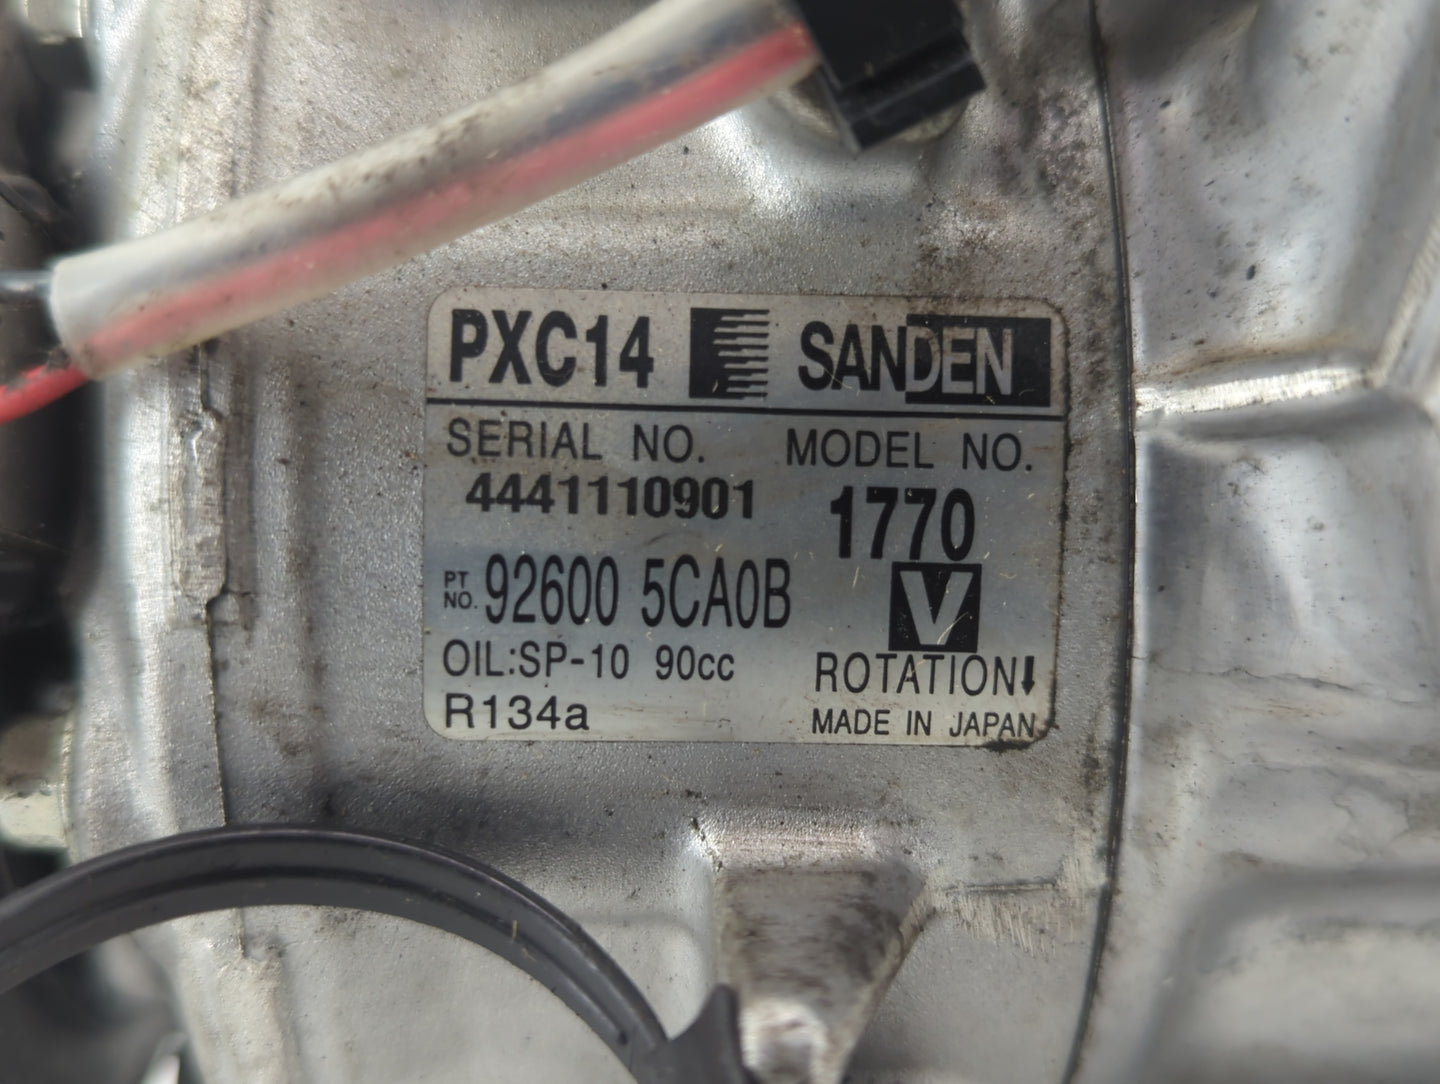 PXC14 SANDEN
SERIAL NO. MODEL NO.
4441110901 1770
PT NO. 92600 5CA0B V
OIL:SP-10 90cc ROTATION⬇
R134a MADE IN JAPAN